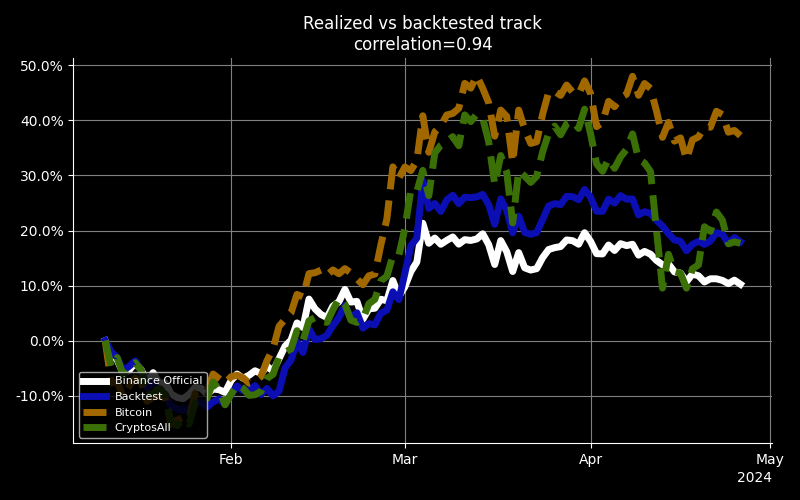 Realized vs backtested track
correlation=0.94
50.0%
40.0%
30.0%
20.0%
10.0%
0.0%
-10.0%
Binance Official
Backtest
Bitcoin
CryptosAll
Feb
Mar
Apr
May
2024